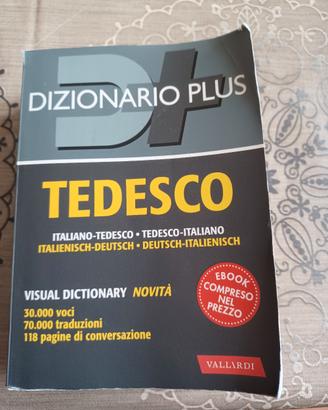 D+
DIZIONARIO PLUS
TEDESCO
ITALIANO-TEDESCO • TEDESCO-ITALIANO
ITALIENISCH-DEUTSCH • DEUTSCH-ITALIENISCH
VISUAL DICTIONARY NOVITÀ
30.000 voci
70.000 traduzioni
118 pagine di conversazione
EBOOK
COMPRESO
NEL
PREZZO
VALLARDI